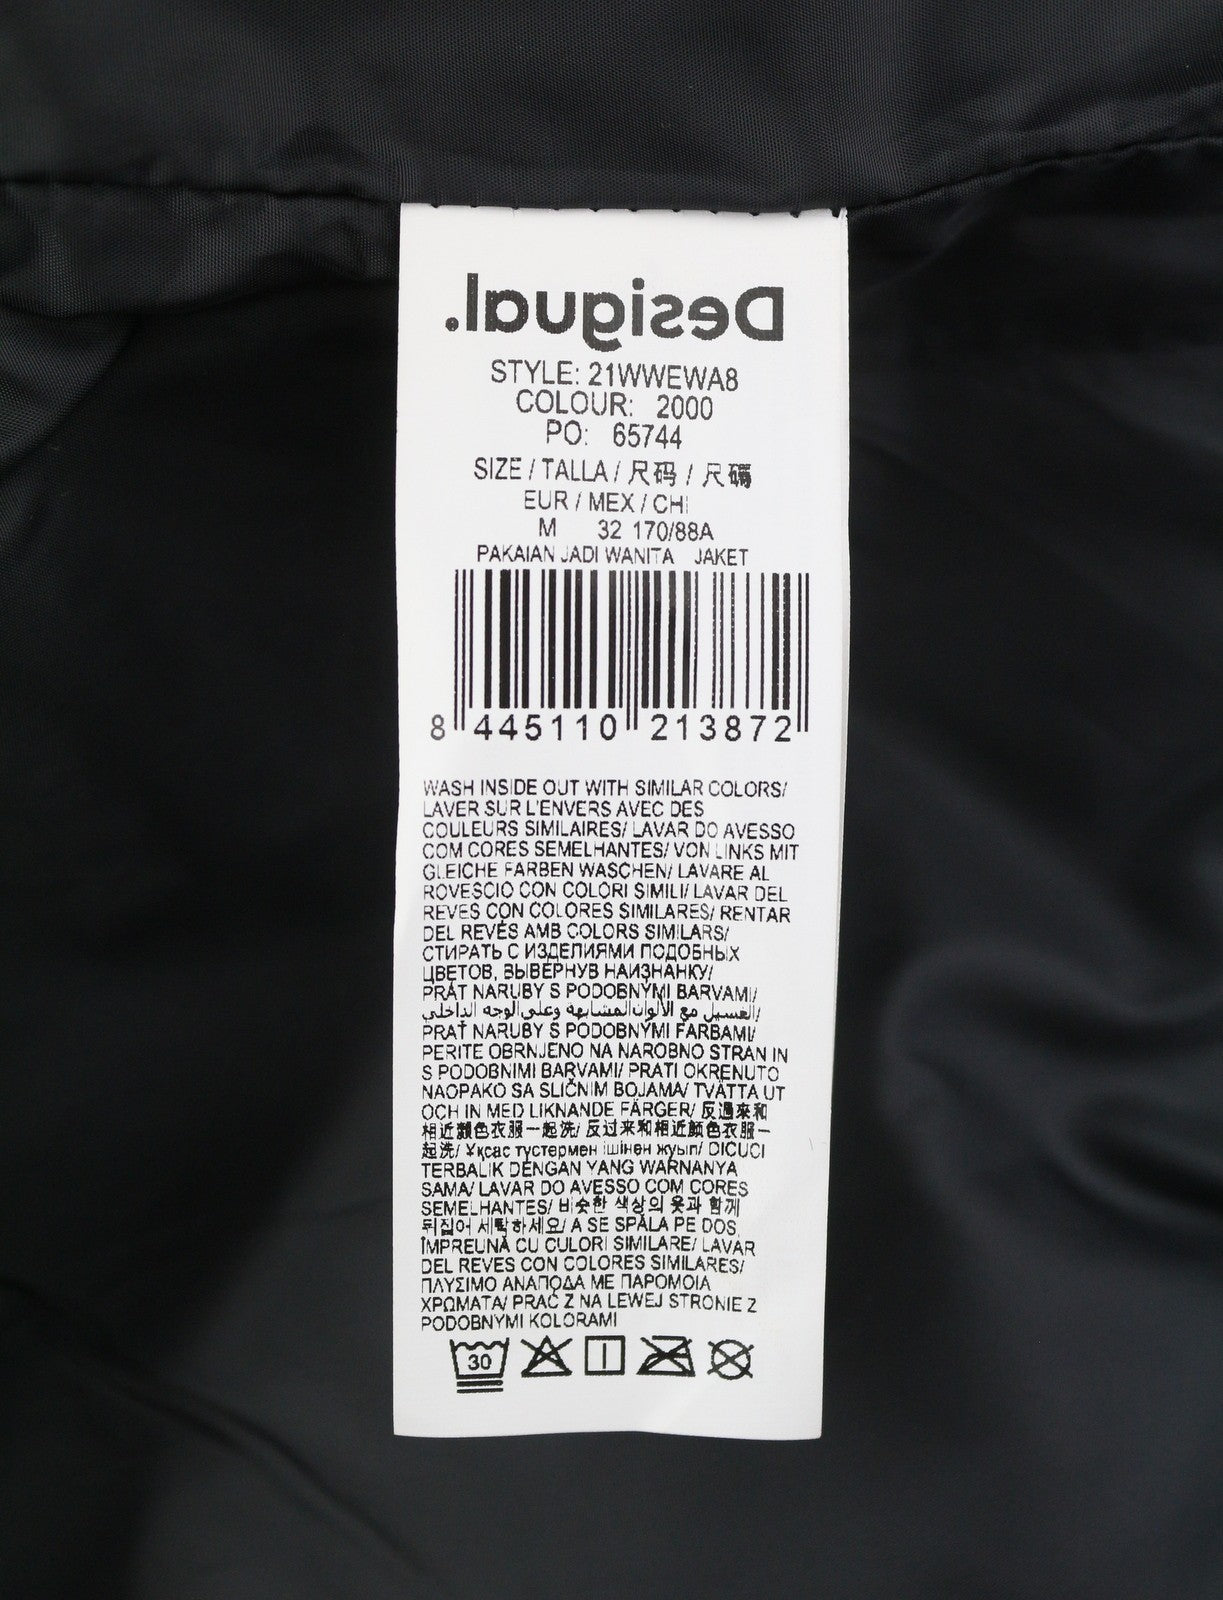 Desigual.
STYLE: 21WWEWA8
COLOUR: 2000
PO: 65744
SIZE / TALLA / 尺码 / 尺碼
EUR / MEX / CHI
M 32 170/88A
PAKAIAN JADI WANITA JAKET
8 445110 213872
WASH INSIDE OUT WITH SIMILAR COLORS/
LAVER SUR L'ENVERS AVEC DES
COULEURS SIMILAIRES/ LAVAR DO AVESSO
COM CORES SEMELHANTES/ VON LINKS MIT
GLEICHE FARBEN WASCHEN/ LAVARE AL
ROVESCIO CON COLORI SIMILI/ LAVAR DEL
REVES CON COLORES SIMILARES/ RENTAR
DEL REVÉS AMB COLORS SIMILARS/
СТИРАТЬ С ИЗДЕЛИЯМИ ПОДОБНЫХ
ЦВЕТОВ, ВЫВЕРНУВ НАИЗНАНКУ/
PRÁT NARUBY S PODOBNÝMI BARVAMI/
الغسيل مع الألوان المشابهة وعلى الوجه الداخلي/
PRAŤ NARUBY S PODOBNÝMI FARBAMI/
PERITE OBRNJENO NA NAROBNO STRAN IN
S PODOBNIMI BARVAMI/ PRATI OKRENUTO
NAOPAKO SA SLIČNIM BOJAMA/ TVÄTTA UT
OCH IN MED LIKNANDE FÄRGER/ 反過來和
相近顏色衣服一起洗/ 反过来和相近颜色衣服一
起洗/ Ұқсас түстермен ішінен жуып/ DICUCI
TERBALIK DENGAN YANG WARNANYA
SAMA/ LAVAR DO AVESSO COM CORES
SEMELHANTES/ 비슷한 색상의 옷과 함께
뒤집어 세탁하세요/ A SE SPĂLA PE DOS,
ÎMPREUNĂ CU CULORI SIMILARE/ LAVAR
DEL REVES CON COLORES SIMILARES/
ΠΛΥΣΙΜΟ ΑΝΑΠΟΔΑ ΜΕ ΠΑΡΟΜΟΙΑ
ΧΡΩΜΑΤΑ/ PRAĆ Z NA LEWEJ STRONIE Z
PODOBNYMI KOLORAMI
30